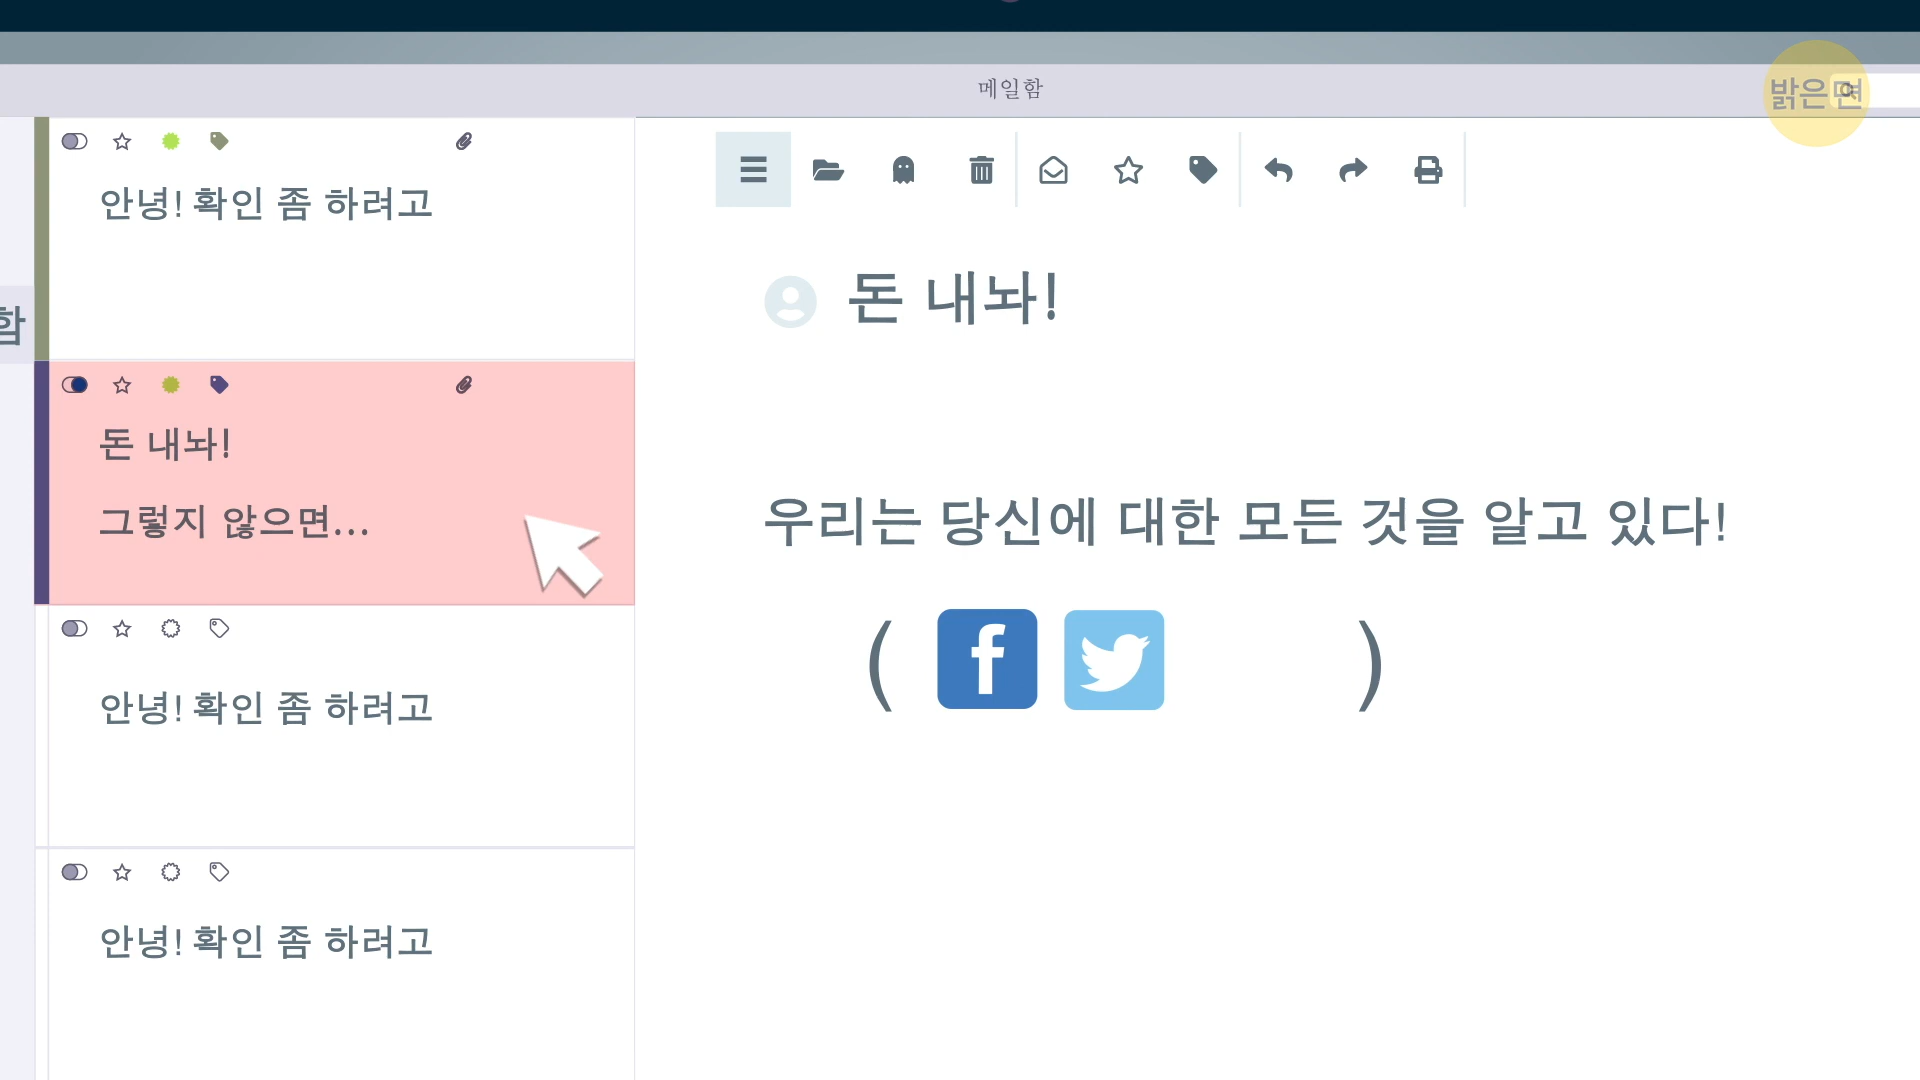 메일함
밝은면
안녕! 확인 좀 하려고
함
돈 내놔!
그렇지 않으면...
안녕! 확인 좀 하려고
안녕! 확인 좀 하려고
돈 내놔!
우리는 당신에 대한 모든 것을 알고 있다!
( f )